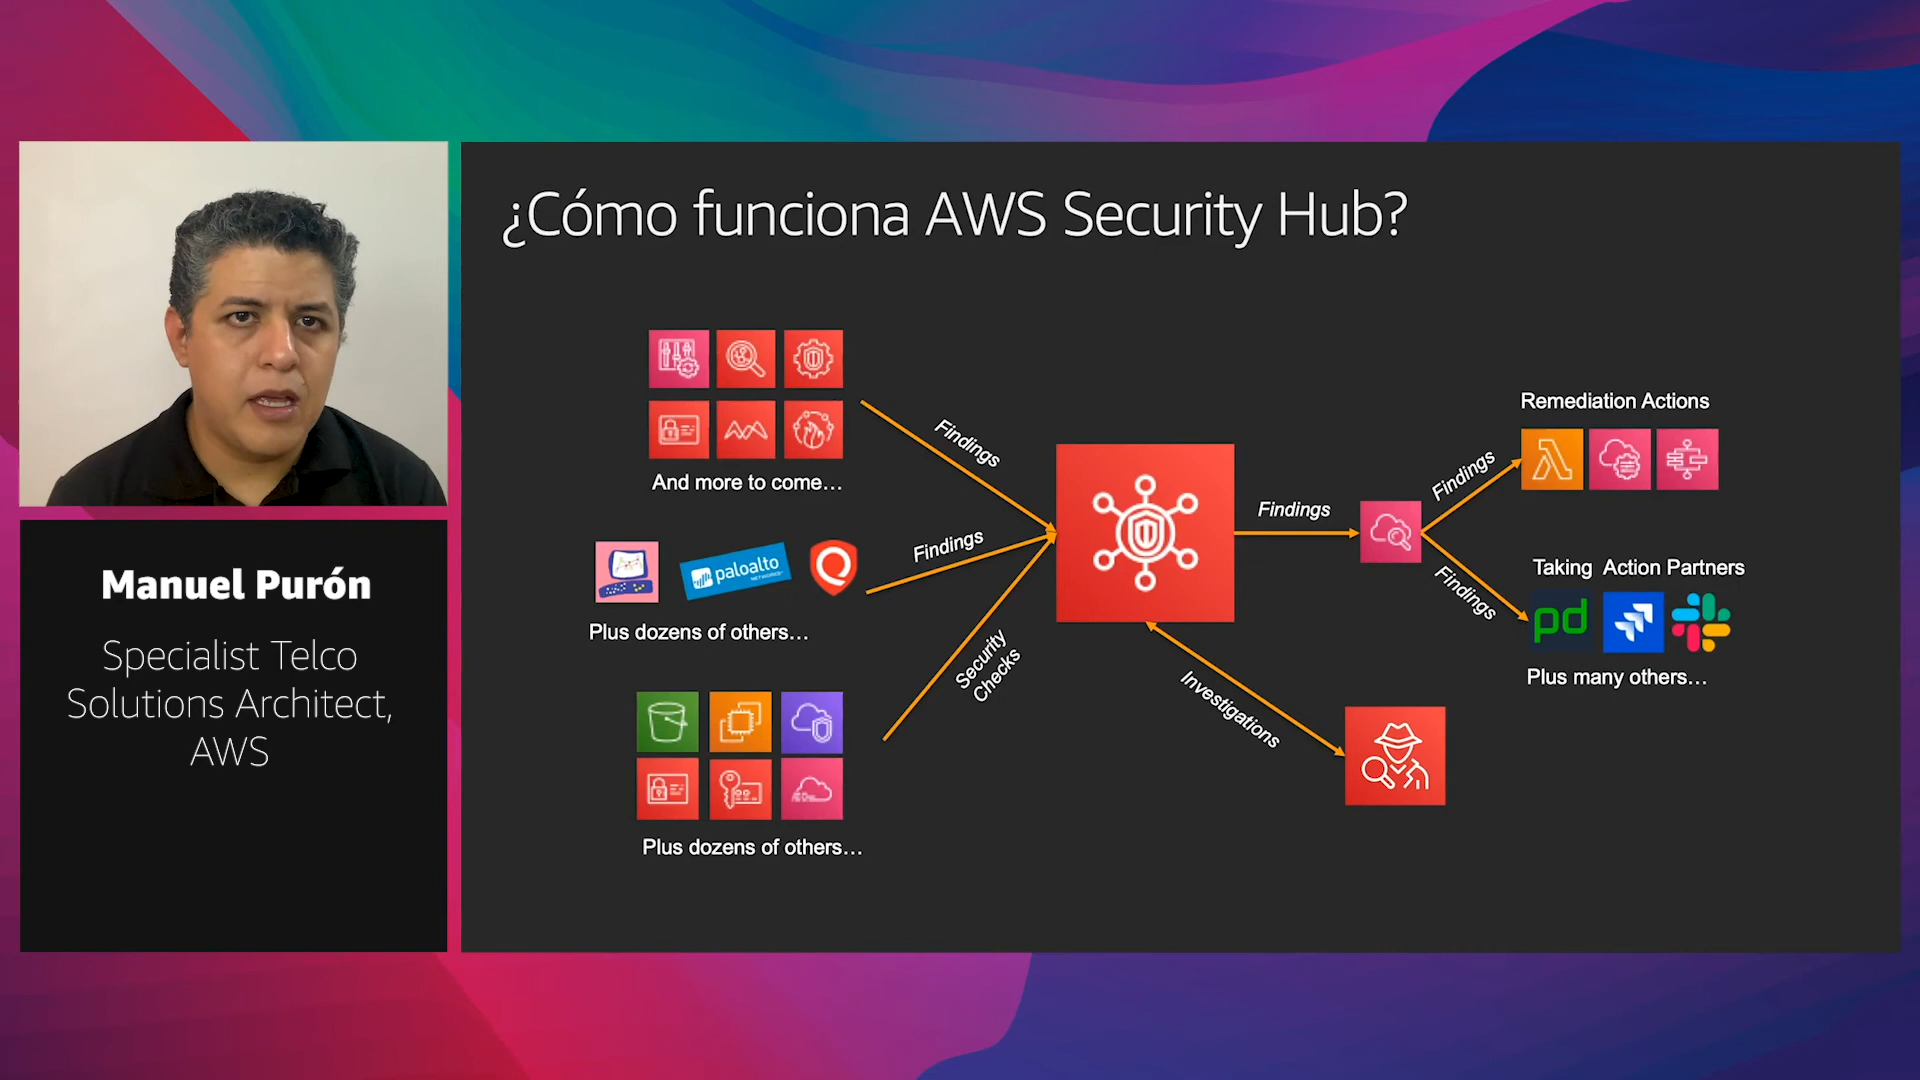 ¿Cómo funciona AWS Security Hub?
Manuel Purón
Specialist Telco
Solutions Architect,
AWS
And more to come…
Findings
paloalto
NETWORKS
Findings
Plus dozens of others…
Security
Checks
Plus dozens of others…
Findings
Investigations
Findings
Remediation Actions
Findings
Taking Action Partners
pd
Plus many others…